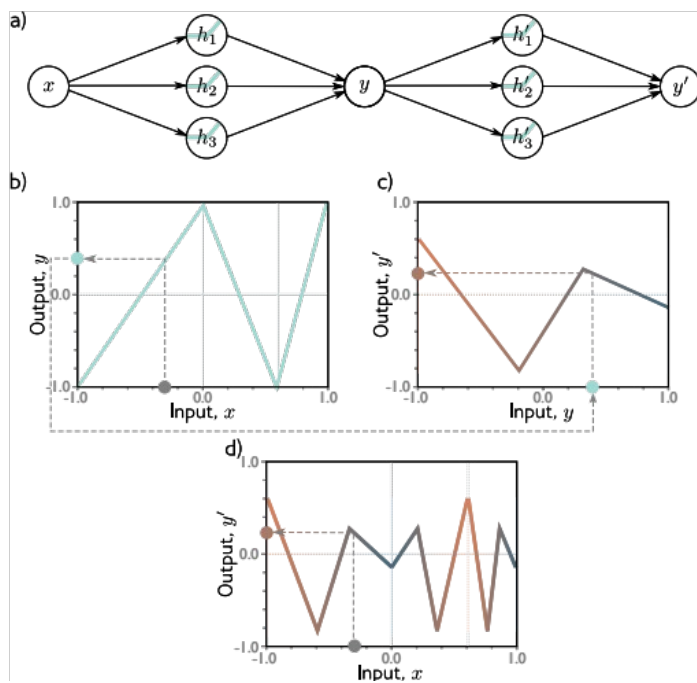 a)
h₁ h′₁
x h₂ y h′₂ y′
h₃ h′₃
b) c)
1.0 1.0
Output, y Output, y′
0.0 0.0
-1.0 -1.0
-1.0 0.0 1.0 -1.0 0.0 1.0
Input, x Input, y
d)
1.0
Output, y′
0.0
-1.0
-1.0 0.0 1.0
Input, x